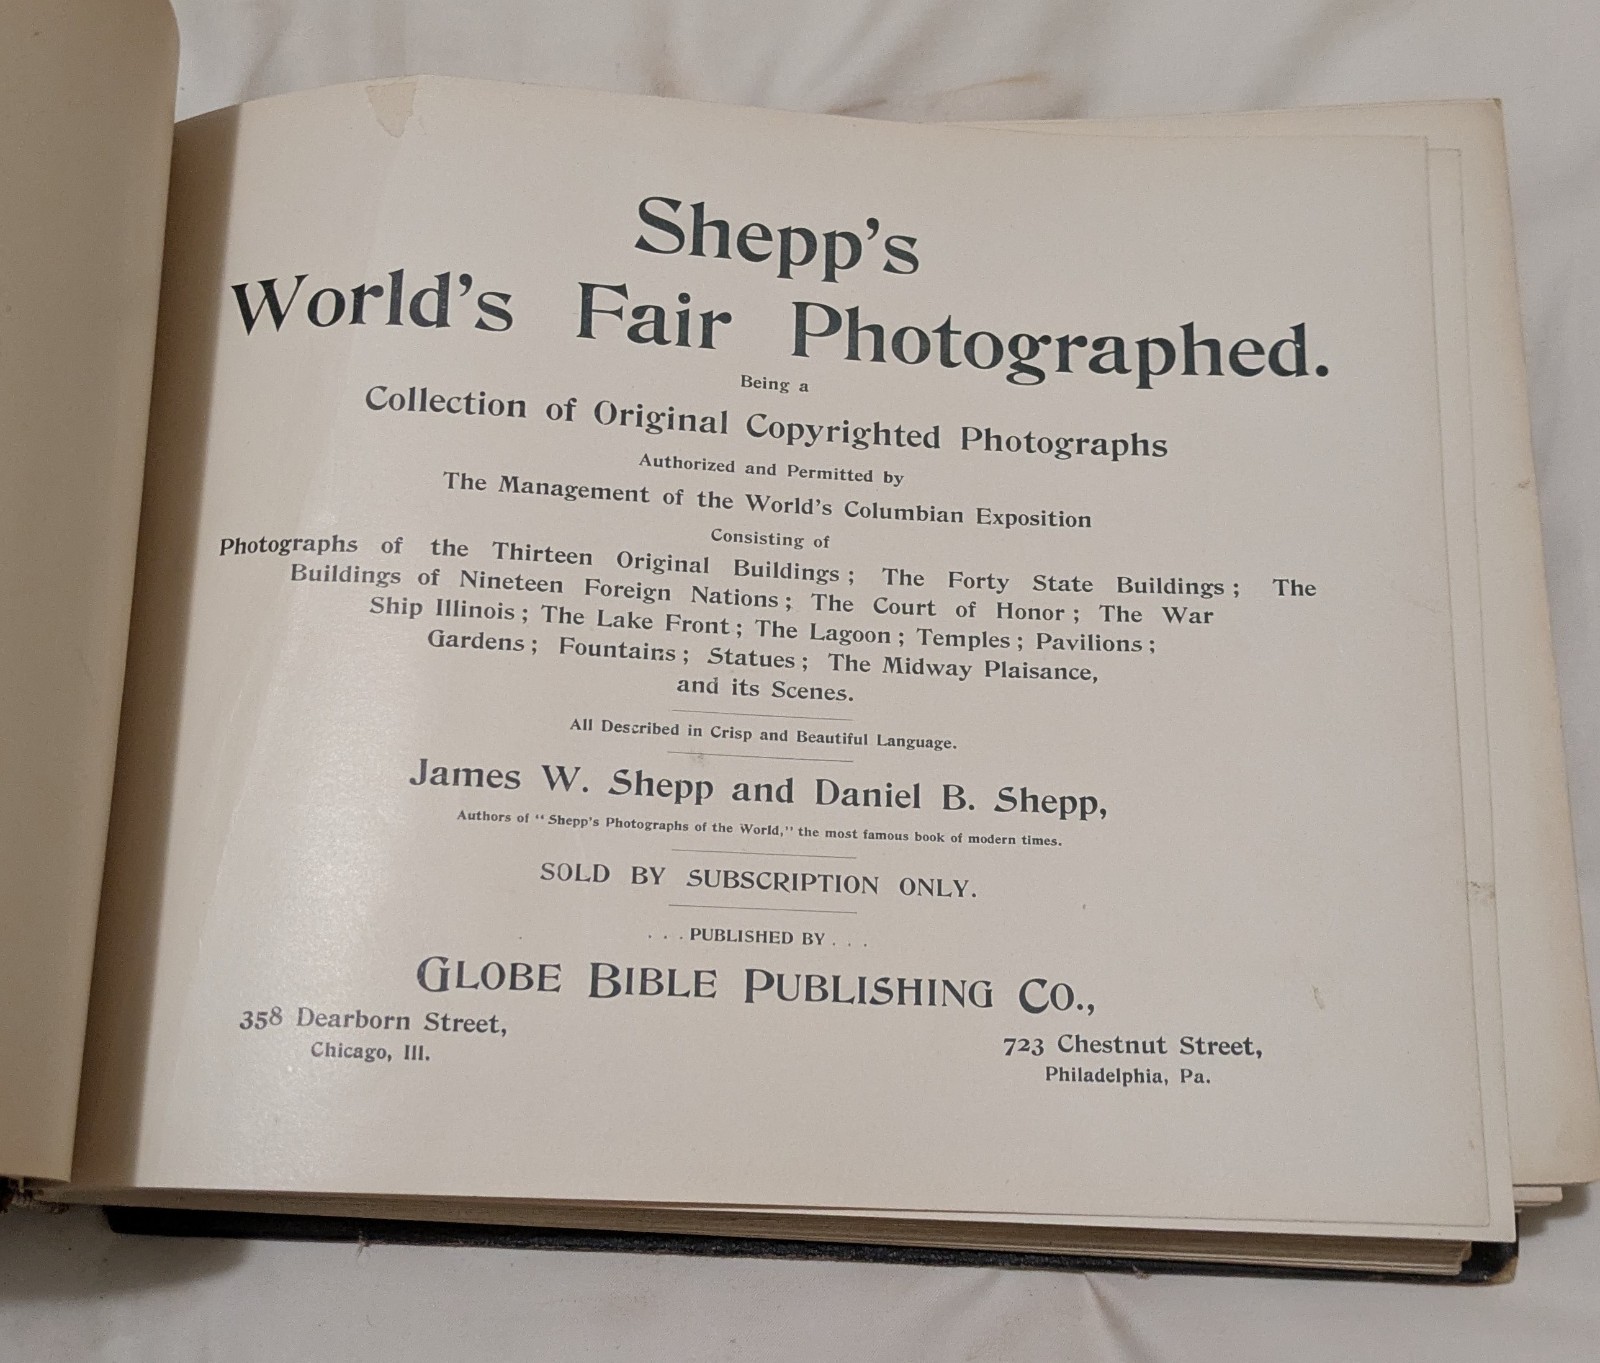 Shepp's
World's Fair Photographed.
Being a
Collection of Original Copyrighted Photographs
Authorized and Permitted by
The Management of the World's Columbian Exposition
Consisting of
Photographs of the Thirteen Original Buildings; The Forty State Buildings; The
Buildings of Nineteen Foreign Nations; The Court of Honor; The War
Ship Illinois; The Lake Front; The Lagoon; Temples; Pavilions;
Gardens; Fountains; Statues; The Midway Plaisance,
and its Scenes.
All Described in Crisp and Beautiful Language.
James W. Shepp and Daniel B. Shepp,
Authors of "Shepp's Photographs of the World," the most famous book of modern times.
SOLD BY SUBSCRIPTION ONLY.
. . . PUBLISHED BY . . .
GLOBE BIBLE PUBLISHING CO.,
358 Dearborn Street,
Chicago, Ill.
723 Chestnut Street,
Philadelphia, Pa.